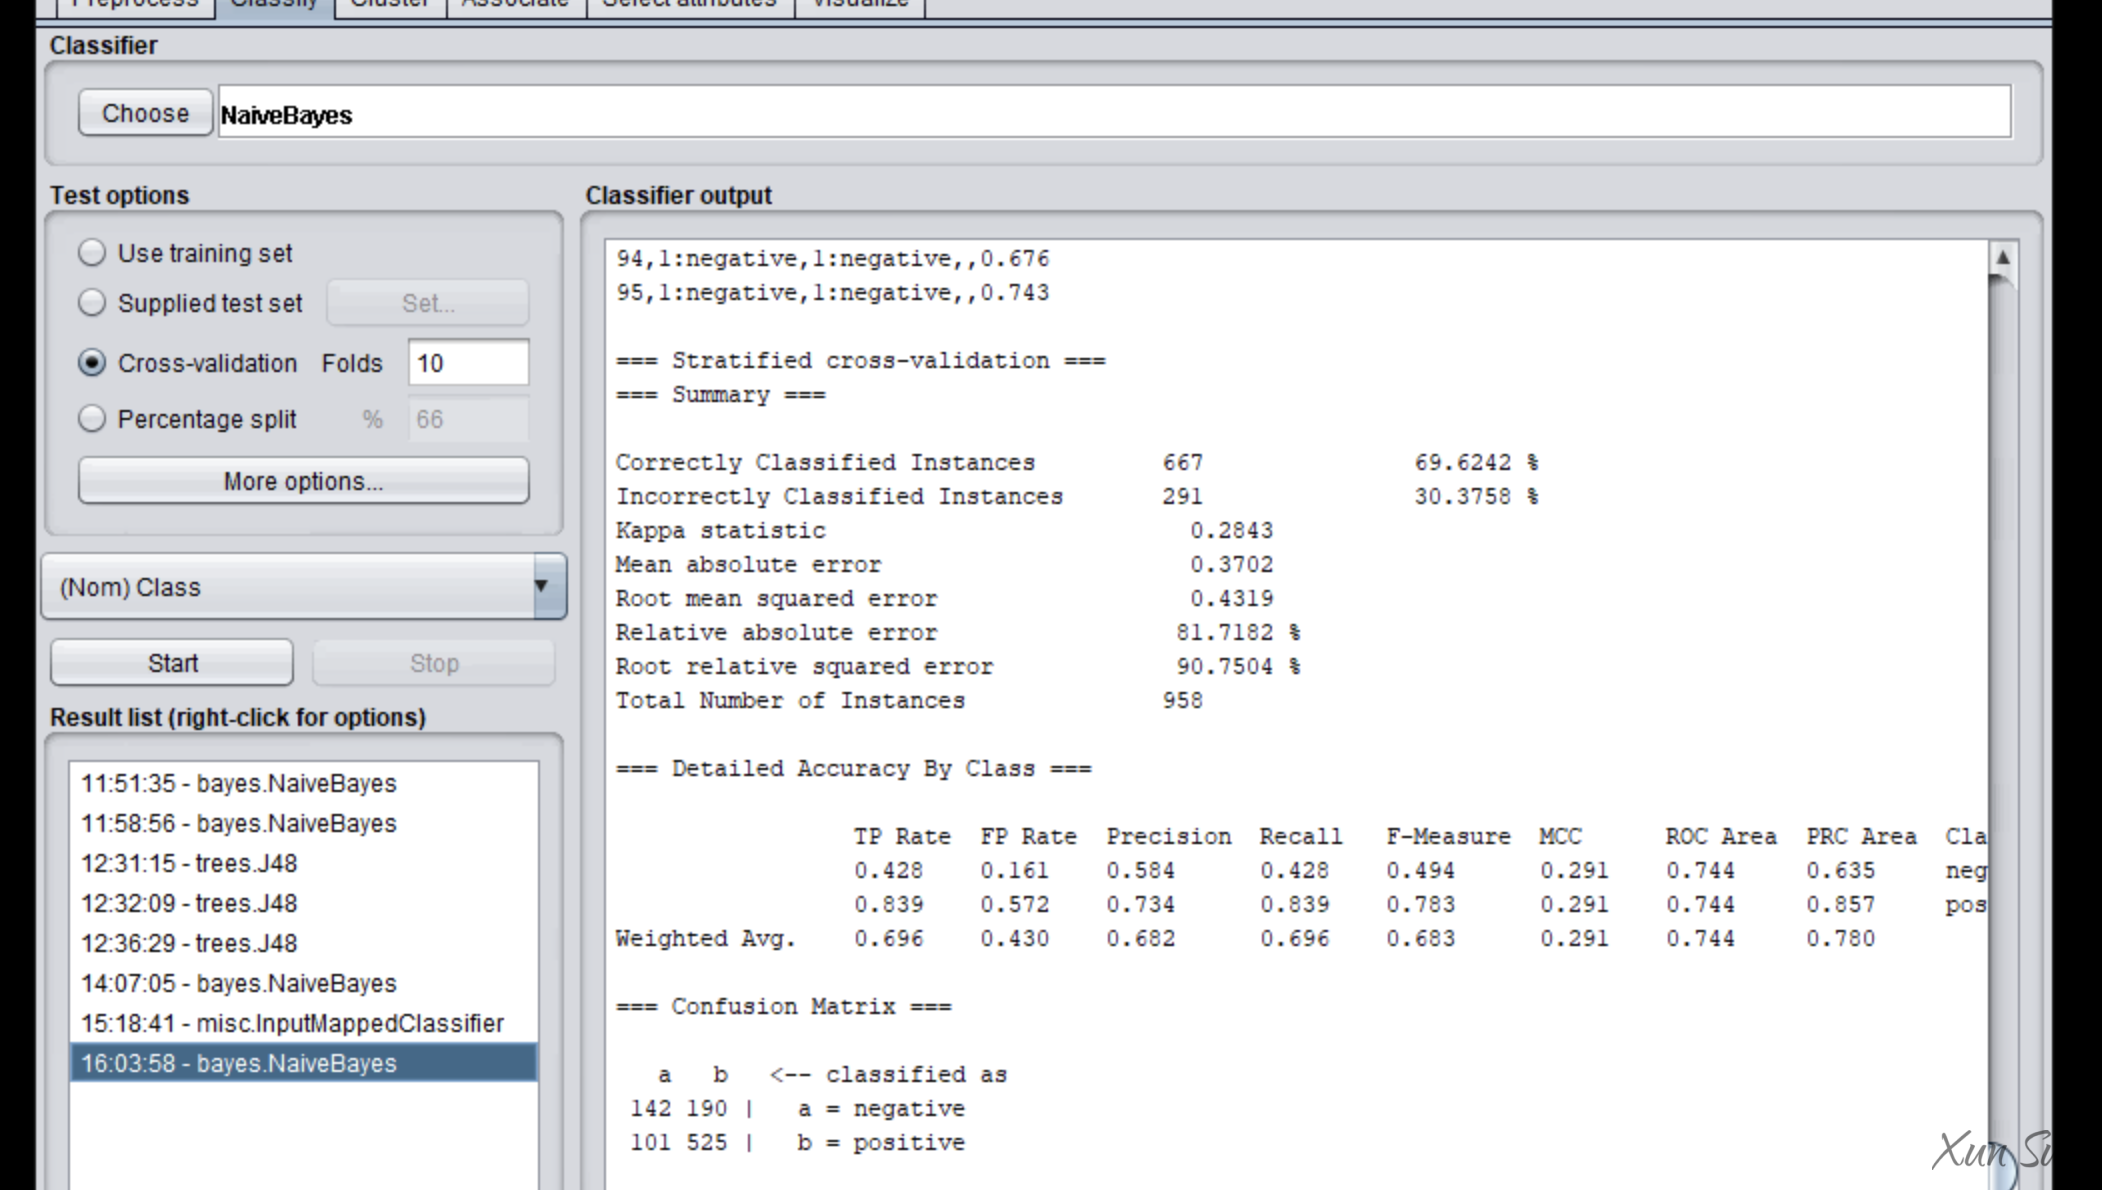 Preprocess Classify Cluster Associate Select attributes Visualize
Classifier
Choose NaiveBayes
Test options
Use training set
Supplied test set Set...
Cross-validation Folds 10
Percentage split % 66
More options...
(Nom) Class
Start Stop
Result list (right-click for options)
11:51:35 - bayes.NaiveBayes
11:58:56 - bayes.NaiveBayes
12:31:15 - trees.J48
12:32:09 - trees.J48
12:36:29 - trees.J48
14:07:05 - bayes.NaiveBayes
15:18:41 - misc.InputMappedClassifier
16:03:58 - bayes.NaiveBayes
Classifier output
94,1:negative,1:negative,,0.676
95,1:negative,1:negative,,0.743
=== Stratified cross-validation ===
=== Summary ===
Correctly Classified Instances 667 69.6242 %
Incorrectly Classified Instances 291 30.3758 %
Kappa statistic 0.2843
Mean absolute error 0.3702
Root mean squared error 0.4319
Relative absolute error 81.7182 %
Root relative squared error 90.7504 %
Total Number of Instances 958
=== Detailed Accuracy By Class ===
TP Rate FP Rate Precision Recall F-Measure MCC ROC Area PRC Area Cla
0.428 0.161 0.584 0.428 0.494 0.291 0.744 0.635 neg
0.839 0.572 0.734 0.839 0.783 0.291 0.744 0.857 pos
Weighted Avg. 0.696 0.430 0.682 0.696 0.683 0.291 0.744 0.780
=== Confusion Matrix ===
a b <-- classified as
142 190 | a = negative
101 525 | b = positive
Xun